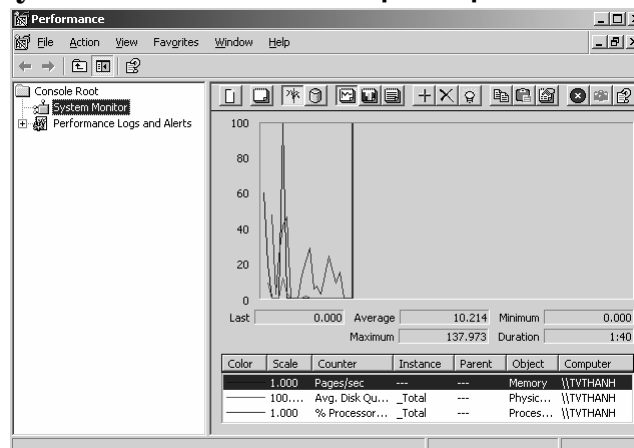 Performance
File Action View Favorites Window Help
Console Root
System Monitor
Performance Logs and Alerts
100
80
60
40
20
0
Last 0.000 Average 10.214 Minimum 0.000
Maximum 137.973 Duration 1:40
Color Scale Counter Instance Parent Object Computer
1.000 Pages/sec --- --- Memory \\TVTHANH
100.... Avg. Disk Qu... _Total --- Physic... \\TVTHANH
1.000 % Processor... _Total --- Proces... \\TVTHANH